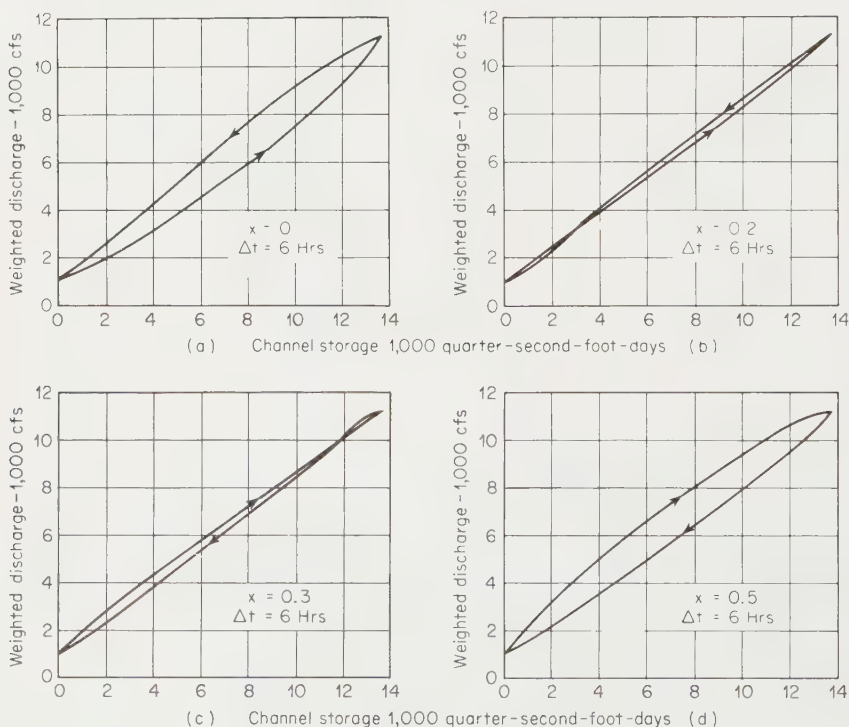 Weighted discharge - 1,000 cfs
12
10
8
6
4
2
0
x - 0
Δt = 6 Hrs
0 2 4 6 8 10 12 14
Weighted discharge - 1,000 cfs
12
10
8
6
4
2
0
x - 0 2
Δt = 6 Hrs
0 2 4 6 8 10 12 14
(a) Channel storage 1,000 quarter-second-foot-days (b)
Weighted discharge - 1,000 cfs
12
10
8
6
4
2
0
x = 0.3
Δt = 6 Hrs
0 2 4 6 8 10 12 14
Weighted discharge - 1,000 cfs
12
10
8
6
4
2
0
x = 0.5
Δt = 6 Hrs
0 2 4 6 8 10 12 14
(c) Channel storage 1,000 quarter-second-foot-days (d)